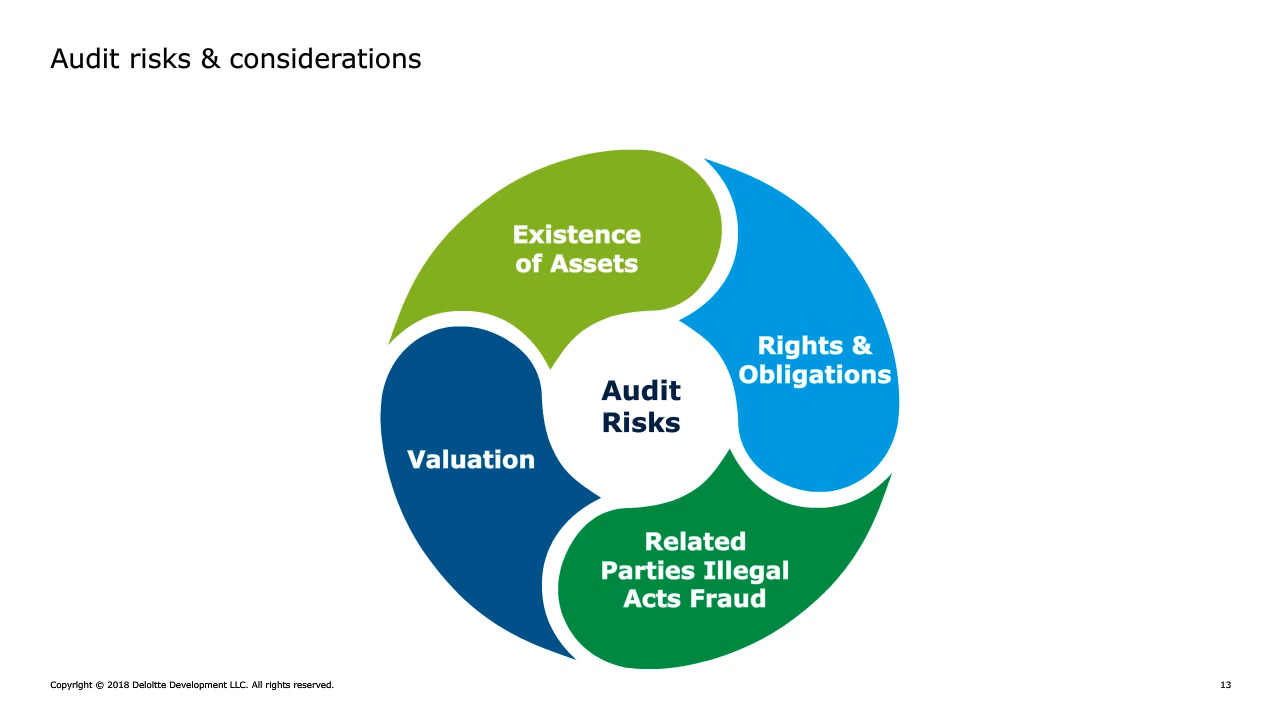 Audit risks & considerations
Existence
of Assets
Rights &
Obligations
Audit
Risks
Valuation
Related
Parties Illegal
Acts Fraud
Copyright © 2018 Deloitte Development LLC. All rights reserved.
13